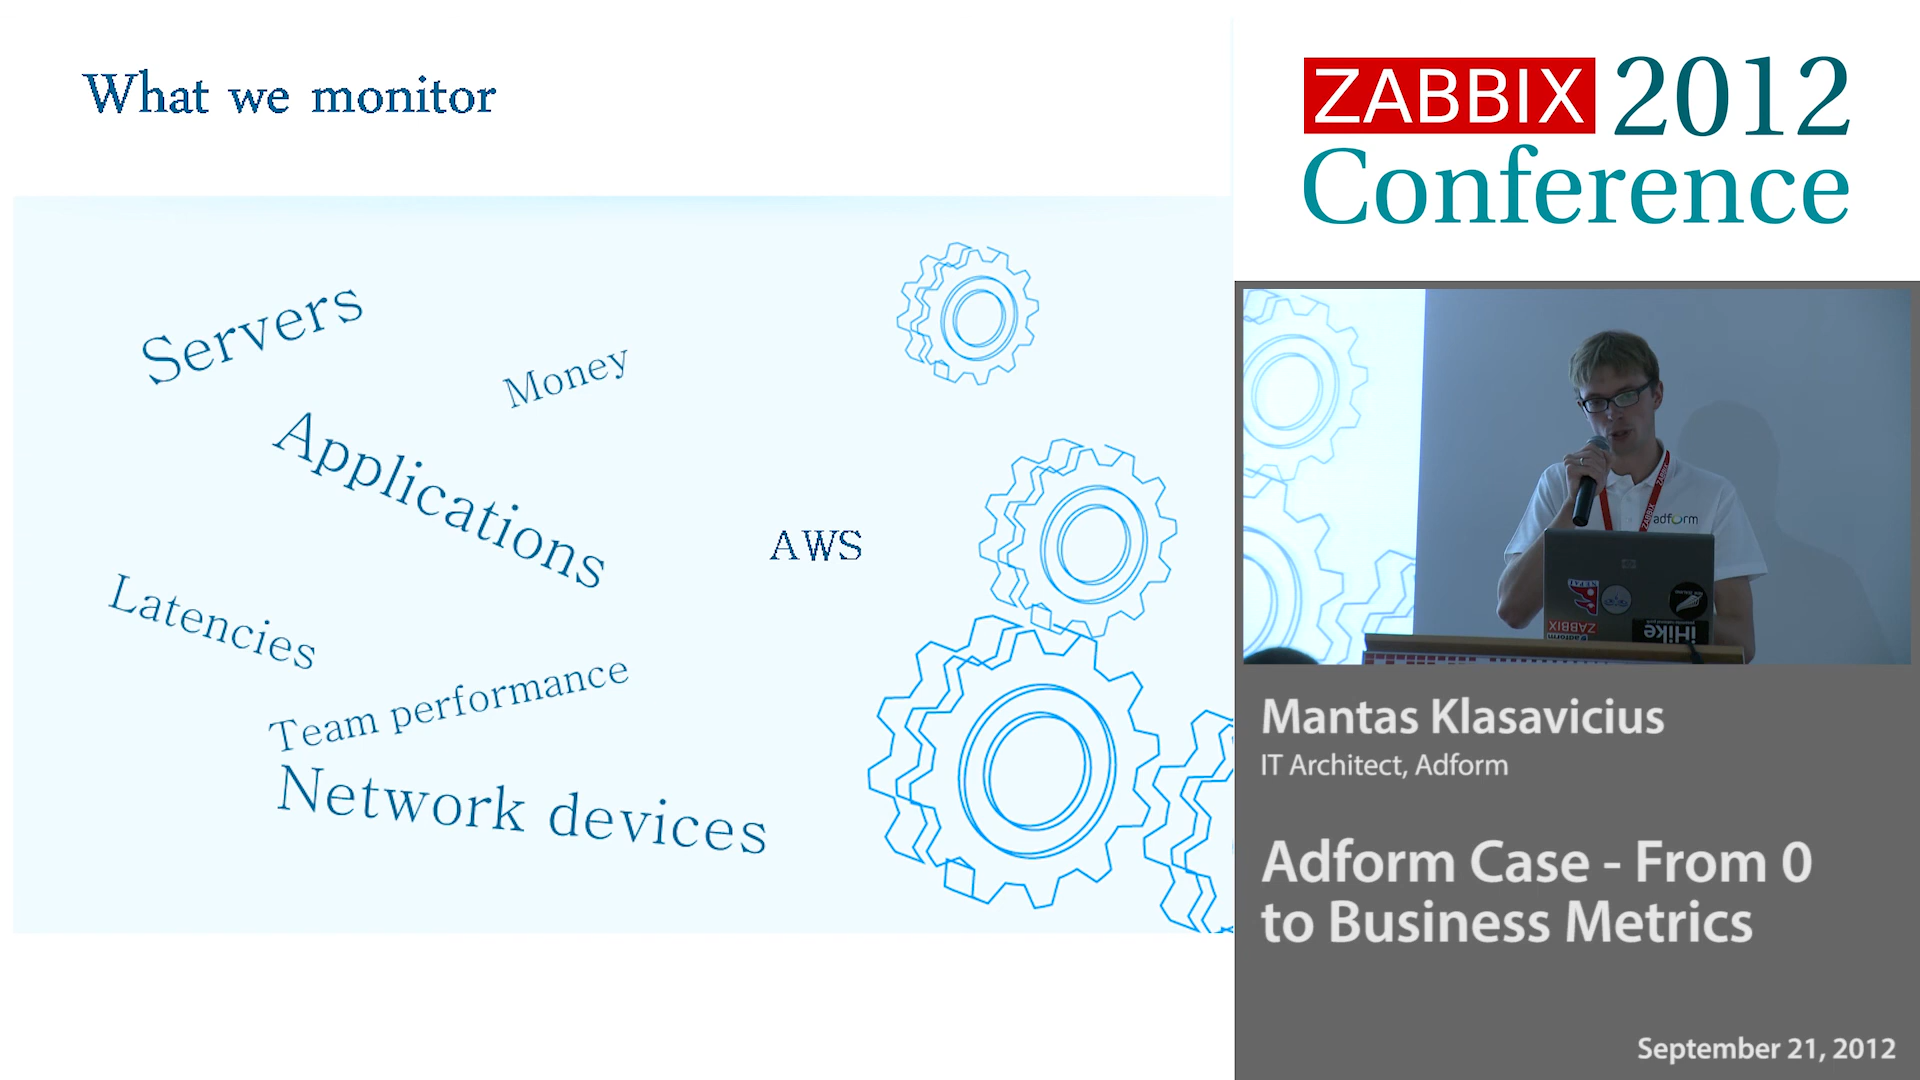 What we monitor
Servers
Money
Applications
AWS
Latencies
Team performance
Network devices
ZABBIX 2012
Conference
adform
ZABBIX
iHike
Mantas Klasavicius
IT Architect, Adform
Adform Case - From 0
to Business Metrics
September 21, 2012